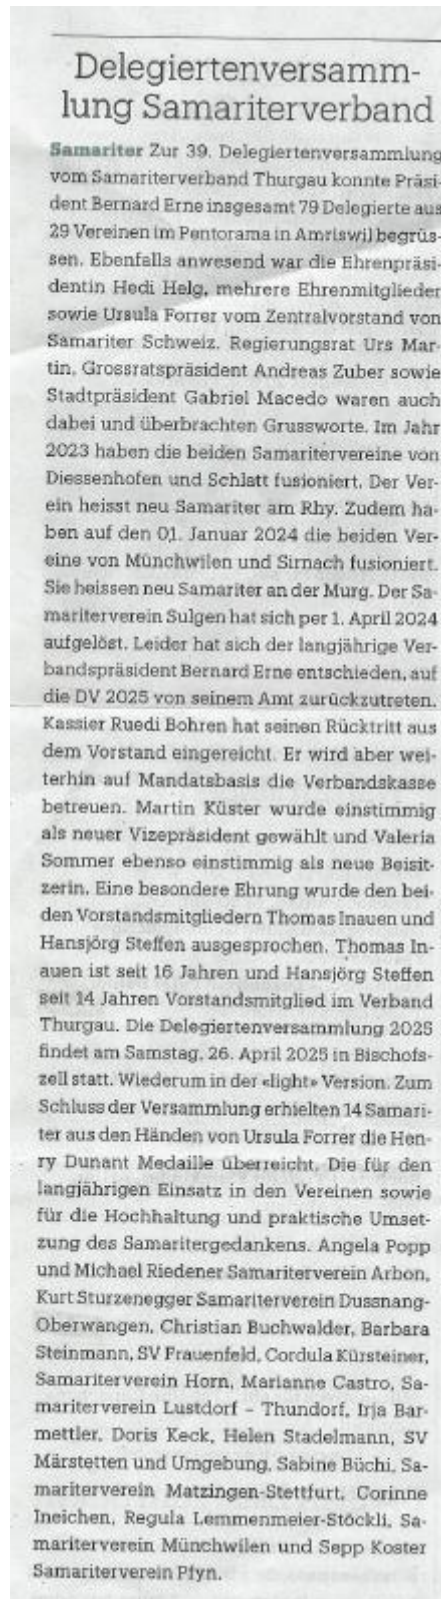 Delegiertenversamm-
lung Samariterverband
Samariter Zur 39. Delegiertenversammlung
vom Samariterverband Thurgau konnte Präsi-
dent Bernard Erne insgesamt 79 Delegierte aus
29 Vereinen im Pentorama in Amriswil begrüs-
sen. Ebenfalls anwesend war die Ehrenpräsi-
dentin Hedi Helg, mehrere Ehrenmitglieder
sowie Ursula Forrer vom Zentralvorstand von
Samariter Schweiz. Regierungsrat Urs Mar-
tin, Grossratspräsident Andreas Zuber sowie
Stadtpräsident Gabriel Macedo waren auch
dabei und überbrachten Grussworte. Im Jahr
2023 haben die beiden Samaritervereine von
Diessenhofen und Schlatt fusioniert. Der Ver-
ein heisst neu Samariter am Rhy. Zudem ha-
ben auf den 01. Januar 2024 die beiden Ver-
eine von Münchwilen und Sirnach fusioniert.
Sie heissen neu Samariter an der Murg. Der Sa-
mariterverein Sulgen hat sich per 1. April 2024
aufgelöst. Leider hat sich der langjährige Ver-
bandspräsident Bernard Erne entschieden, auf
die DV 2025 von seinem Amt zurückzutreten.
Kassier Ruedi Bohren hat seinen Rücktritt aus
dem Vorstand eingereicht. Er wird aber wei-
terhin auf Mandatsbasis die Verbandskasse
betreuen. Martin Küster wurde einstimmig
als neuer Vizepräsident gewählt und Valeria
Sommer ebenso einstimmig als neue Beisit-
zerin. Eine besondere Ehrung wurde den bei-
den Vorstandsmitgliedern Thomas Inauen und
Hansjörg Steffen ausgesprochen. Thomas In-
auen ist seit 16 Jahren und Hansjörg Steffen
seit 14 Jahren Vorstandsmitglied im Verband
Thurgau. Die Delegiertenversammlung 2025
findet am Samstag, 26. April 2025 in Bischofs-
zell statt. Wiederum in der «light» Version. Zum
Schluss der Versammlung erhielten 14 Samari-
ter aus den Händen von Ursula Forrer die Hen-
ry Dunant Medaille überreicht. Die für den
langjährigen Einsatz in den Vereinen sowie
für die Hochhaltung und praktische Umset-
zung des Samaritergedankens. Angela Popp
und Michael Riedener Samariterverein Arbon,
Kurt Sturzenegger Samariterverein Dussnang-
Oberwangen, Christian Buchwalder, Barbara
Steinmann, SV Frauenfeld, Cordula Kürsteiner,
Samariterverein Horn, Marianne Castro, Sa-
mariterverein Lustdorf – Thundorf, Irja Bar-
mettler, Doris Keck, Helen Stadelmann, SV
Märstetten und Umgebung, Sabine Büchi, Sa-
mariterverein Matzingen-Stettfurt, Corinne
Ineichen, Regula Lemmenmeier-Stöckli, Sa-
mariterverein Münchwilen und Sepp Koster
Samariterverein Pfyn.